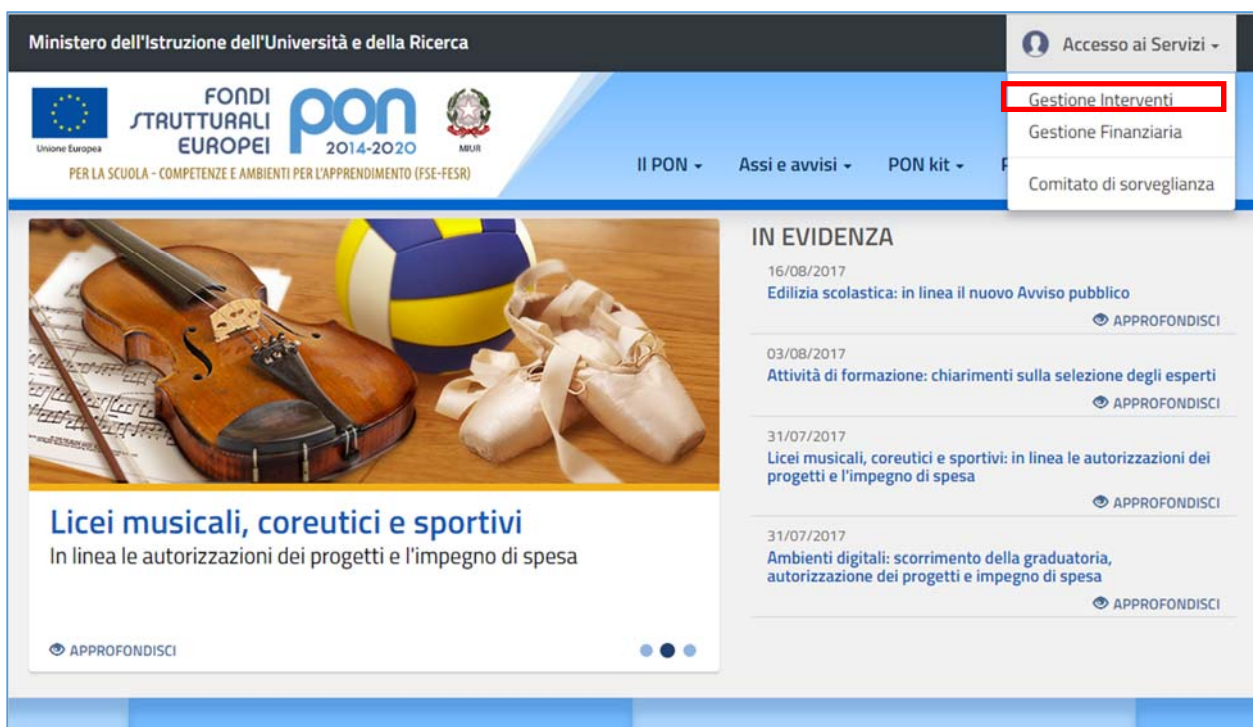 Ministero dell'Istruzione dell'Università e della Ricerca
Accesso ai Servizi
Gestione Interventi
Gestione Finanziaria
Comitato di sorveglianza
Unione Europea
FONDI
STRUTTURALI
EUROPEI
pon
2014-2020
MIUR
PER LA SCUOLA - COMPETENZE E AMBIENTI PER L'APPRENDIMENTO (FSE-FESR)
Il PON
Assi e avvisi
PON kit
Licei musicali, coreutici e sportivi
In linea le autorizzazioni dei progetti e l'impegno di spesa
APPROFONDISCI
IN EVIDENZA
16/08/2017
Edilizia scolastica: in linea il nuovo Avviso pubblico
APPROFONDISCI
03/08/2017
Attività di formazione: chiarimenti sulla selezione degli esperti
APPROFONDISCI
31/07/2017
Licei musicali, coreutici e sportivi: in linea le autorizzazioni dei
progetti e l'impegno di spesa
APPROFONDISCI
31/07/2017
Ambienti digitali: scorrimento della graduatoria,
autorizzazione dei progetti e impegno di spesa
APPROFONDISCI